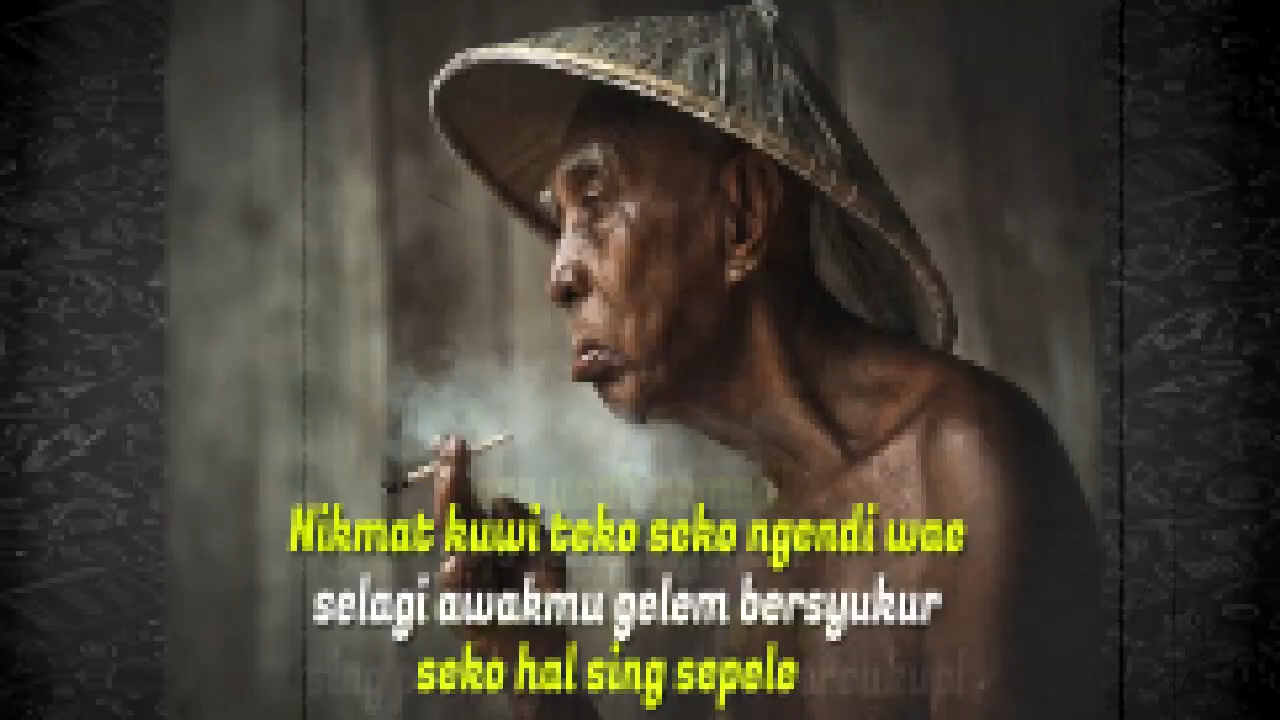 Nikmat kuwi teko seko ngendi wae
selagi awakmu gelem bersyukur
seko hal sing sepele